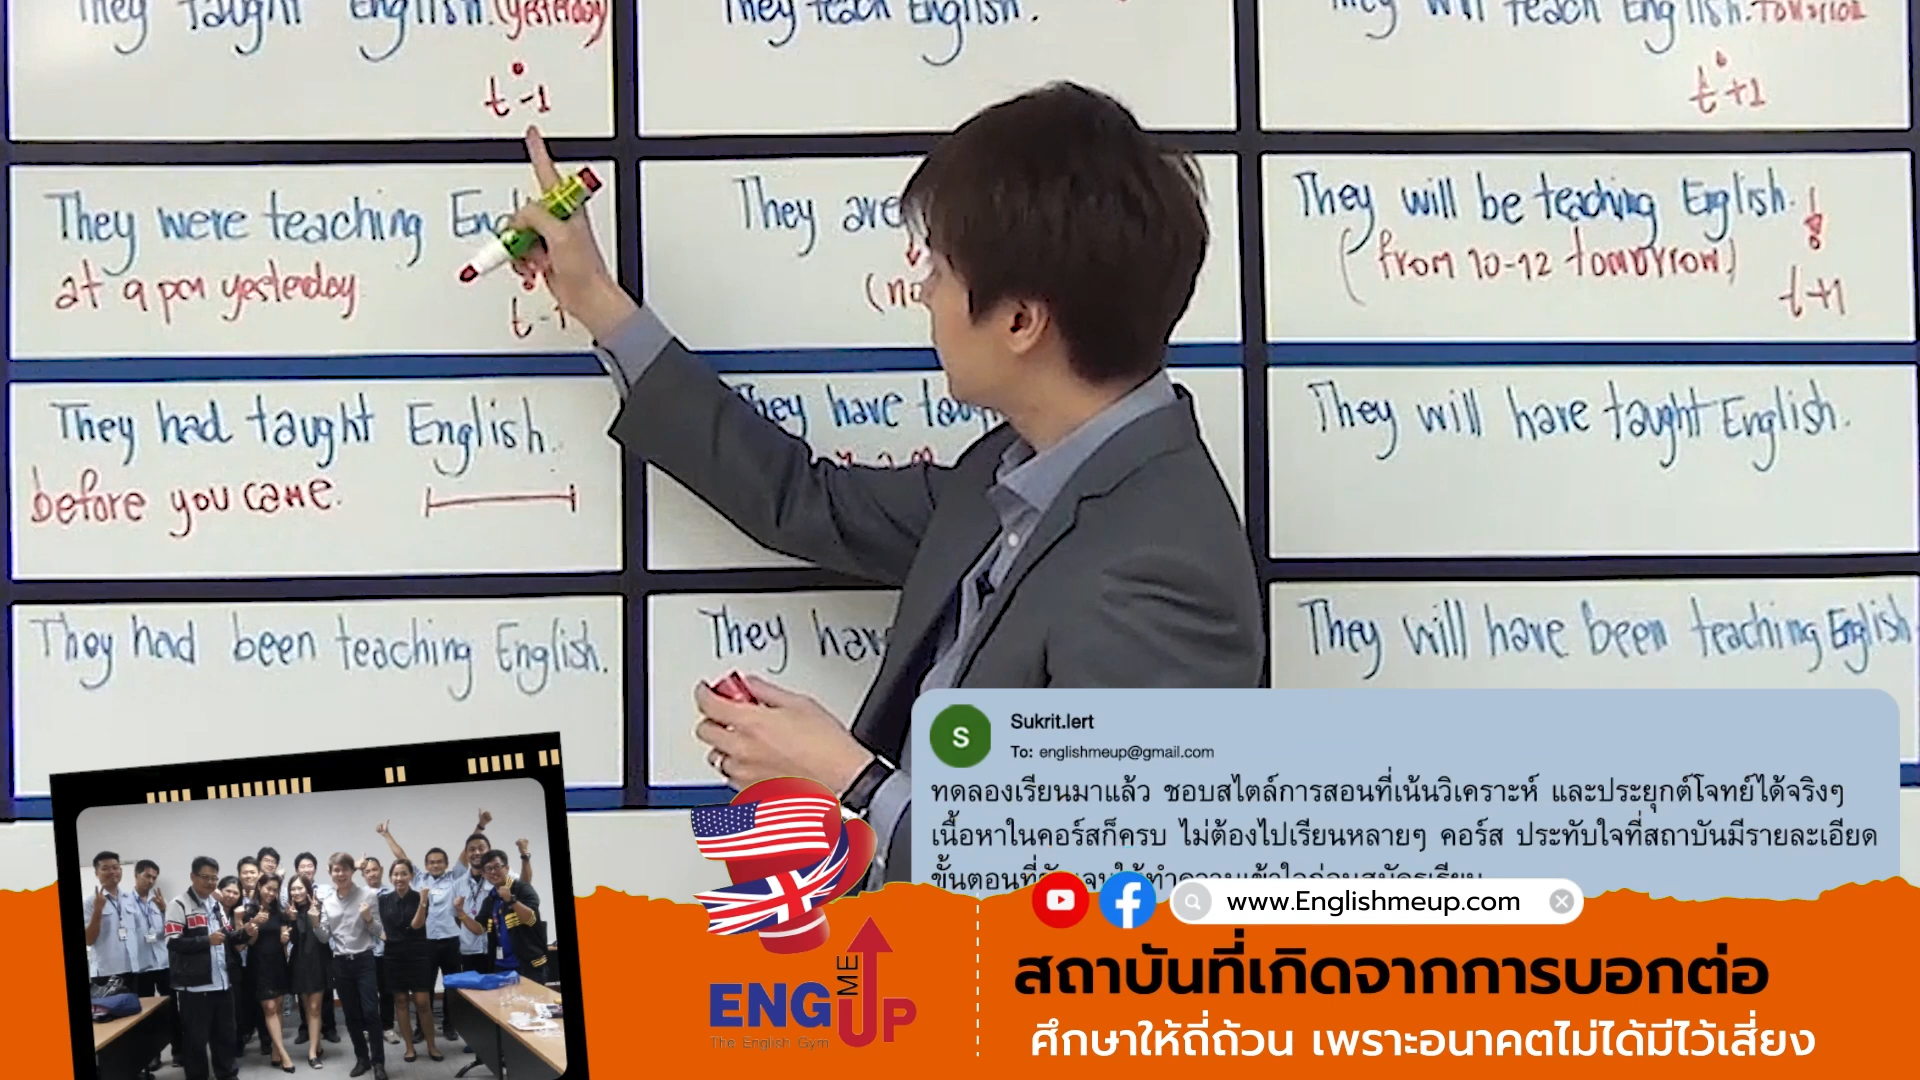 They taught English. (yesterday)
t-1
They teach English.
They will teach English. Tomorrow
t+1
They were teaching
at 9 pm yesterday
t-1
They are
They will be teaching English.
(from 10-12 tomorrow)
t+1
They had taught English.
before you came.
They have
They will have taught English.
They had been teaching English.
They
They will have been teaching English
S
Sukrit.lert
To: englishmeup@gmail.com
ทดลองเรียนมาแล้ว ชอบสไตล์การสอนที่เน้นวิเคราะห์ และประยุกต์โจทย์ได้จริงๆ
เนื้อหาในคอร์สก็ครบ ไม่ต้องไปเรียนหลายๆ คอร์ส ประทับใจที่สถาบันมีรายละเอียด
www.Englishmeup.com
ENG ME UP
The English Gym
สถาบันที่เกิดจากการบอกต่อ
ศึกษาให้ถี่ถ้วน เพราะอนาคตไม่ได้มีไว้เสี่ยง